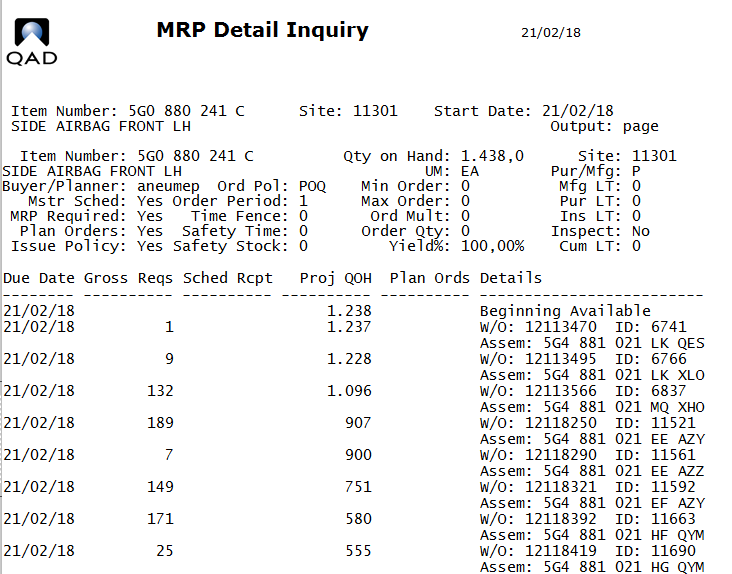 QAD
MRP Detail Inquiry 21/02/18
Item Number: 5G0 880 241 C Site: 11301 Start Date: 21/02/18
SIDE AIRBAG FRONT LH Output: page
Item Number: 5G0 880 241 C Qty on Hand: 1.438,0 Site: 11301
SIDE AIRBAG FRONT LH UM: EA Pur/Mfg: P
Buyer/Planner: aneumep Ord Pol: POQ Min Order: 0 Mfg LT: 0
Mstr Sched: Yes Order Period: 1 Max Order: 0 Pur LT: 0
MRP Required: Yes Time Fence: 0 Ord Mult: 0 Ins LT: 0
Plan Orders: Yes Safety Time: 0 Order Qty: 0 Inspect: No
Issue Policy: Yes Safety Stock: 0 Yield%: 100,00% Cum LT: 0
Due Date Gross Reqs Sched Rcpt Proj QOH Plan Ords Details
-------- ---------- ---------- ---------- --------- -------------------------
21/02/18 1.238 Beginning Available
21/02/18 1 1.237 W/O: 12113470 ID: 6741
Assem: 5G4 881 021 LK QES
21/02/18 9 1.228 W/O: 12113495 ID: 6766
Assem: 5G4 881 021 LK XLO
21/02/18 132 1.096 W/O: 12113566 ID: 6837
Assem: 5G4 881 021 MQ XHO
21/02/18 189 907 W/O: 12118250 ID: 11521
Assem: 5G4 881 021 EE AZY
21/02/18 7 900 W/O: 12118290 ID: 11561
Assem: 5G4 881 021 EE AZZ
21/02/18 149 751 W/O: 12118321 ID: 11592
Assem: 5G4 881 021 EF AZY
21/02/18 171 580 W/O: 12118392 ID: 11663
Assem: 5G4 881 021 HF QYM
21/02/18 25 555 W/O: 12118419 ID: 11690
Assem: 5G4 881 021 HG QYM